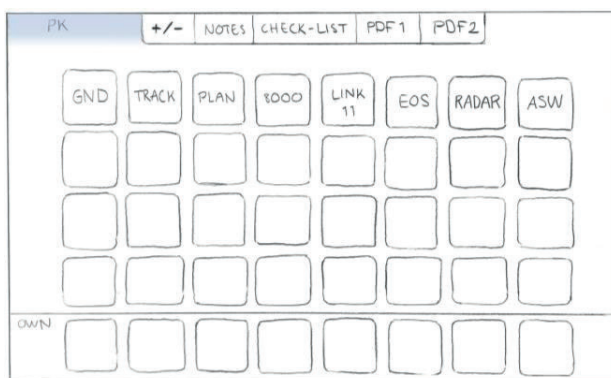 PK +/- NOTES CHECK-LIST PDF1 PDF2
GND TRACK PLAN 8000 LINK EOS RADAR ASW
11
OWN